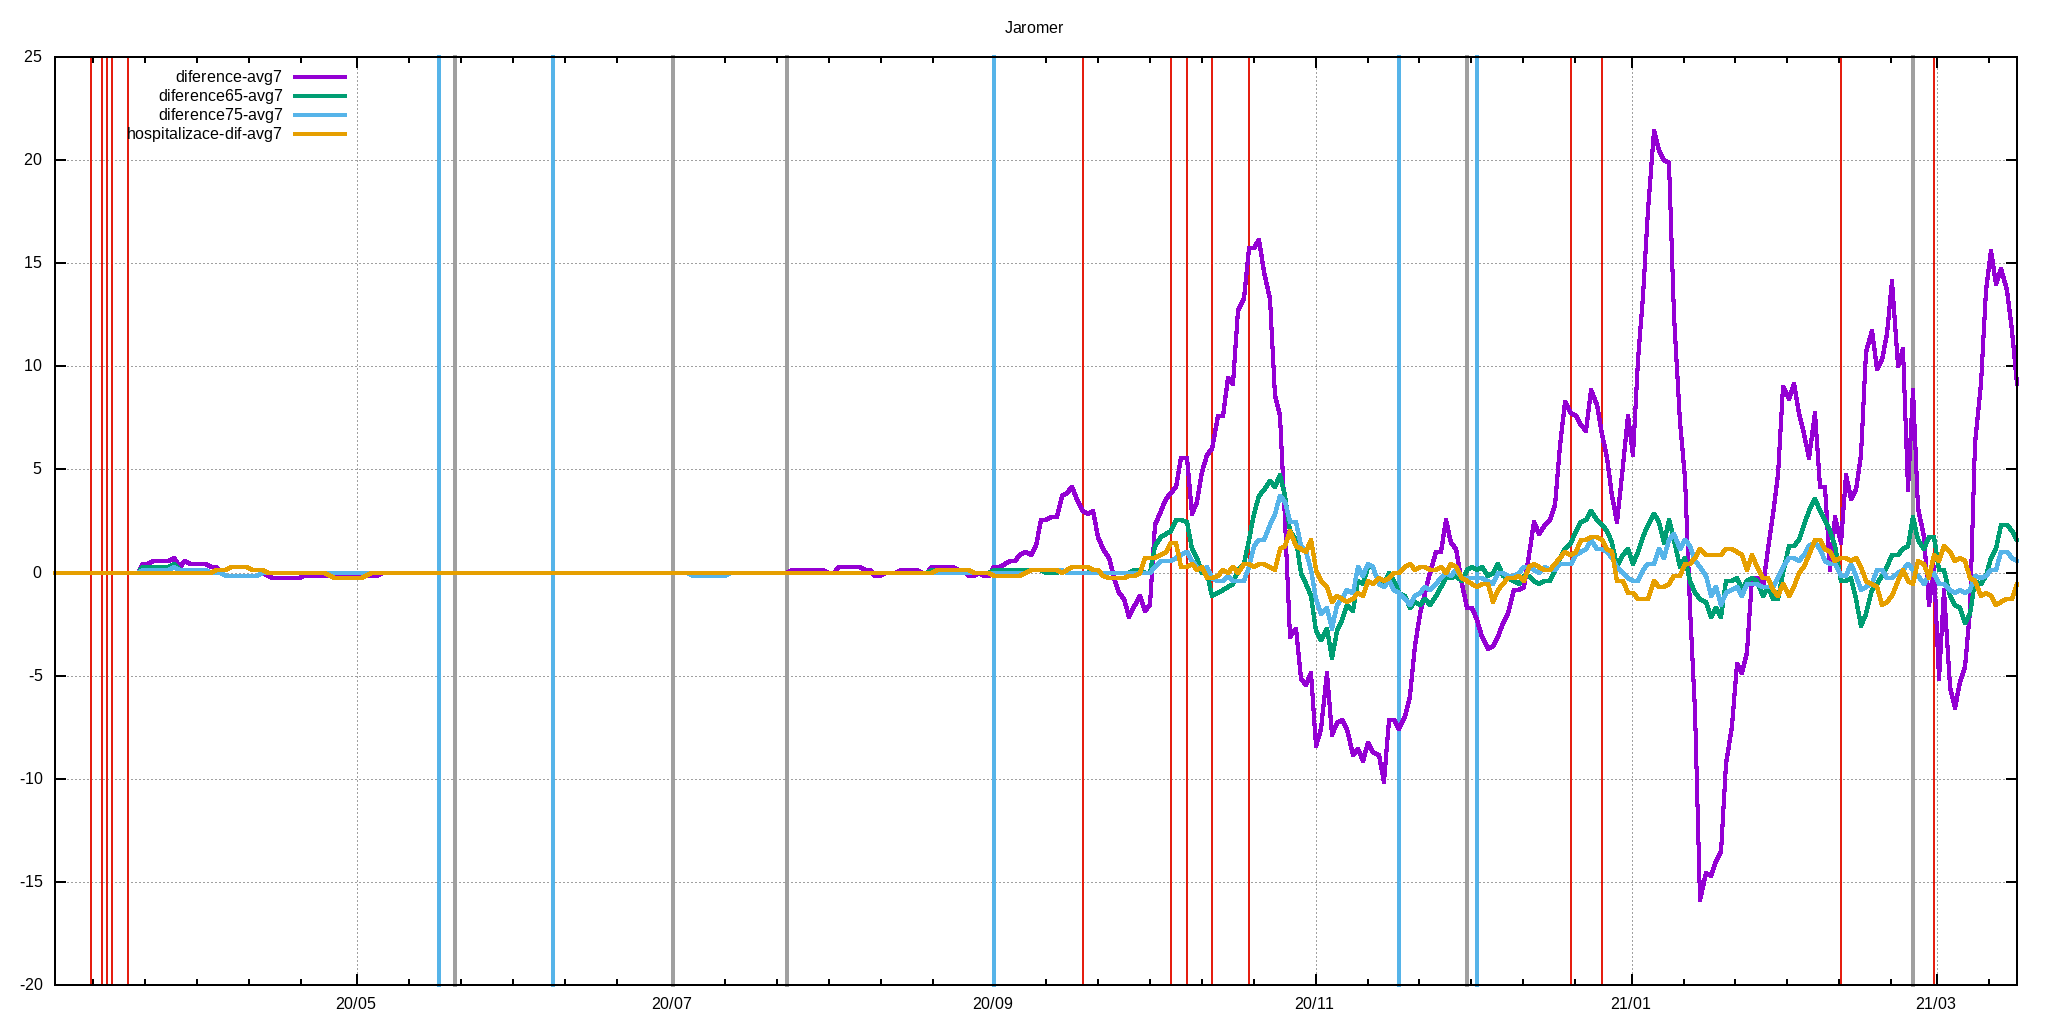 Jaromer
25
diference-avg7
diference65-avg7
diference75-avg7
hospitalizace-dif-avg7
20
15
10
5
0
-5
-10
-15
-20
20/05 20/07 20/09 20/11 21/01 21/03